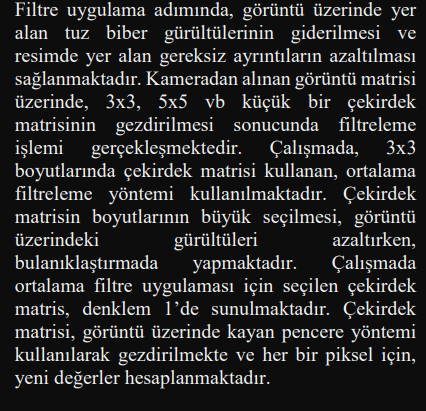 Filtre uygulama adımında, görüntü üzerinde yer
alan tuz biber gürültülerinin giderilmesi ve
resimde yer alan gereksiz ayrıntıların azaltılması
sağlanmaktadır. Kameradan alınan görüntü matrisi
üzerinde, 3x3, 5x5 vb küçük bir çekirdek
matrisinin gezdirilmesi sonucunda filtreleme
işlemi gerçekleşmektedir. Çalışmada, 3x3
boyutlarında çekirdek matrisi kullanan, ortalama
filtreleme yöntemi kullanılmaktadır. Çekirdek
matrisin boyutlarının büyük seçilmesi, görüntü
üzerindeki gürültüleri azaltırken,
bulanıklaştırmada yapmaktadır. Çalışmada
ortalama filtre uygulaması için seçilen çekirdek
matris, denklem 1’de sunulmaktadır. Çekirdek
matrisi, görüntü üzerinde kayan pencere yöntemi
kullanılarak gezdirilmekte ve her bir piksel için,
yeni değerler hesaplanmaktadır.